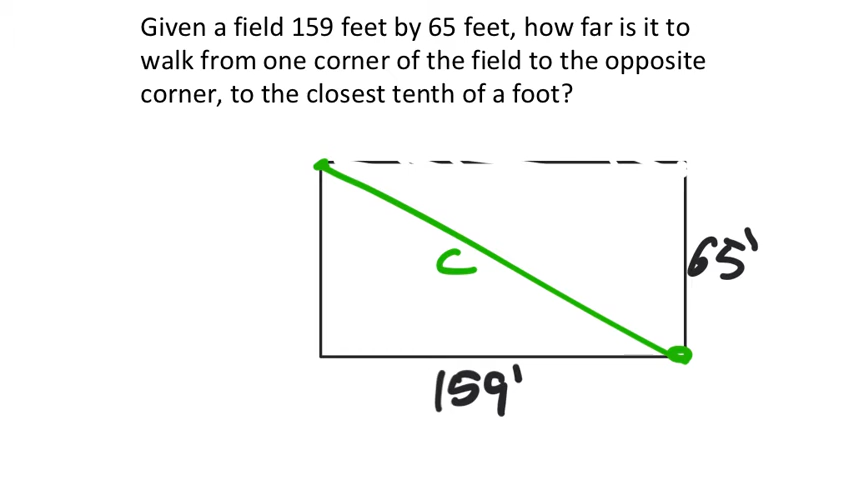 Given a field 159 feet by 65 feet, how far is it to
walk from one corner of the field to the opposite
corner, to the closest tenth of a foot?
65'
c
159'